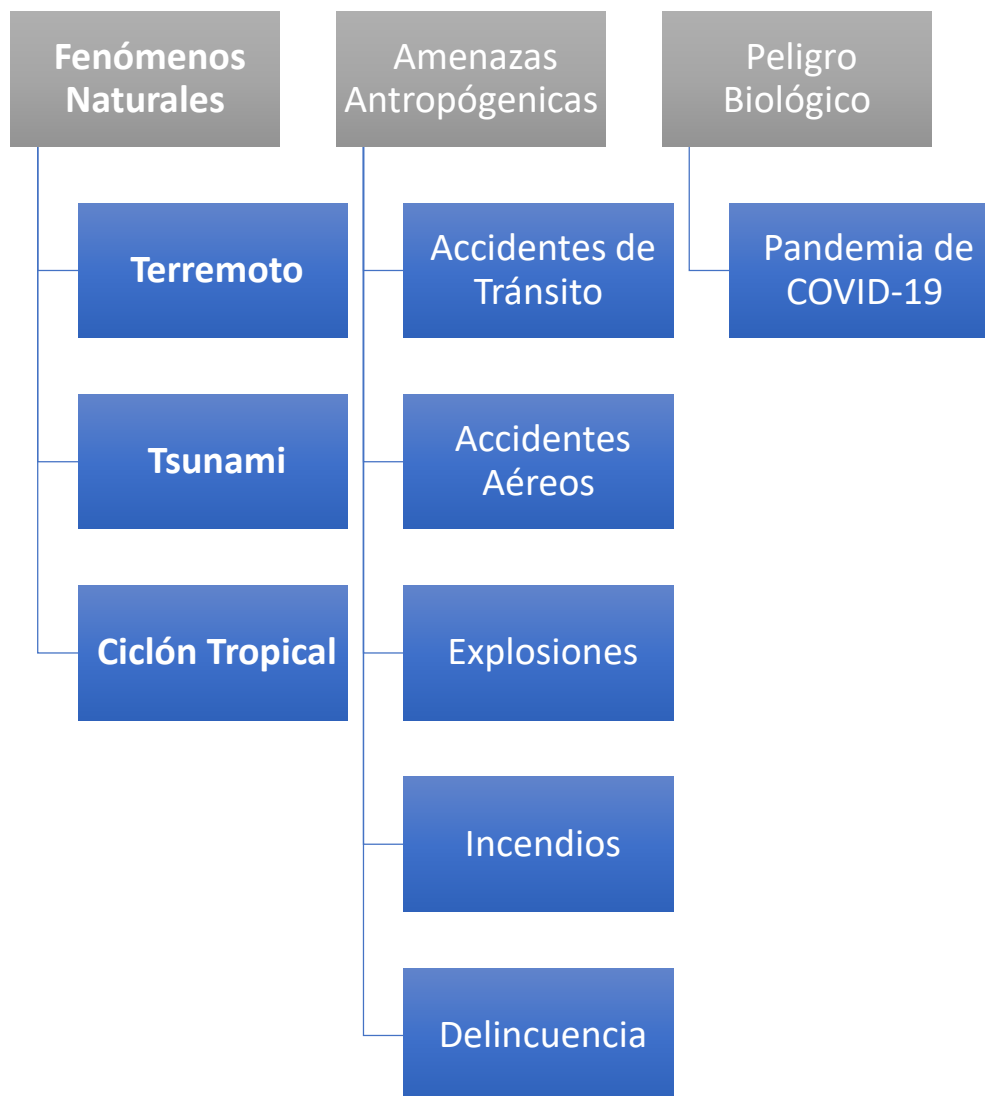 Fenómenos
Naturales
Terremoto
Tsunami
Ciclón Tropical
Amenazas
Antropógenicas
Accidentes de
Tránsito
Accidentes
Aéreos
Explosiones
Incendios
Delincuencia
Peligro
Biológico
Pandemia de
COVID-19